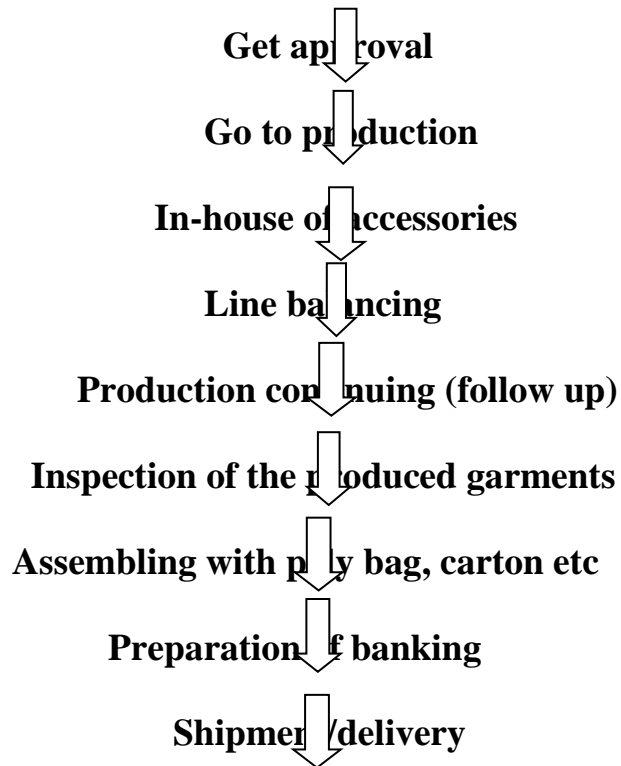 Get approval
Go to production
In-house of accessories
Line balancing
Production continuing (follow up)
Inspection of the produced garments
Assembling with poly bag, carton etc
Preparation of banking
Shipment/delivery